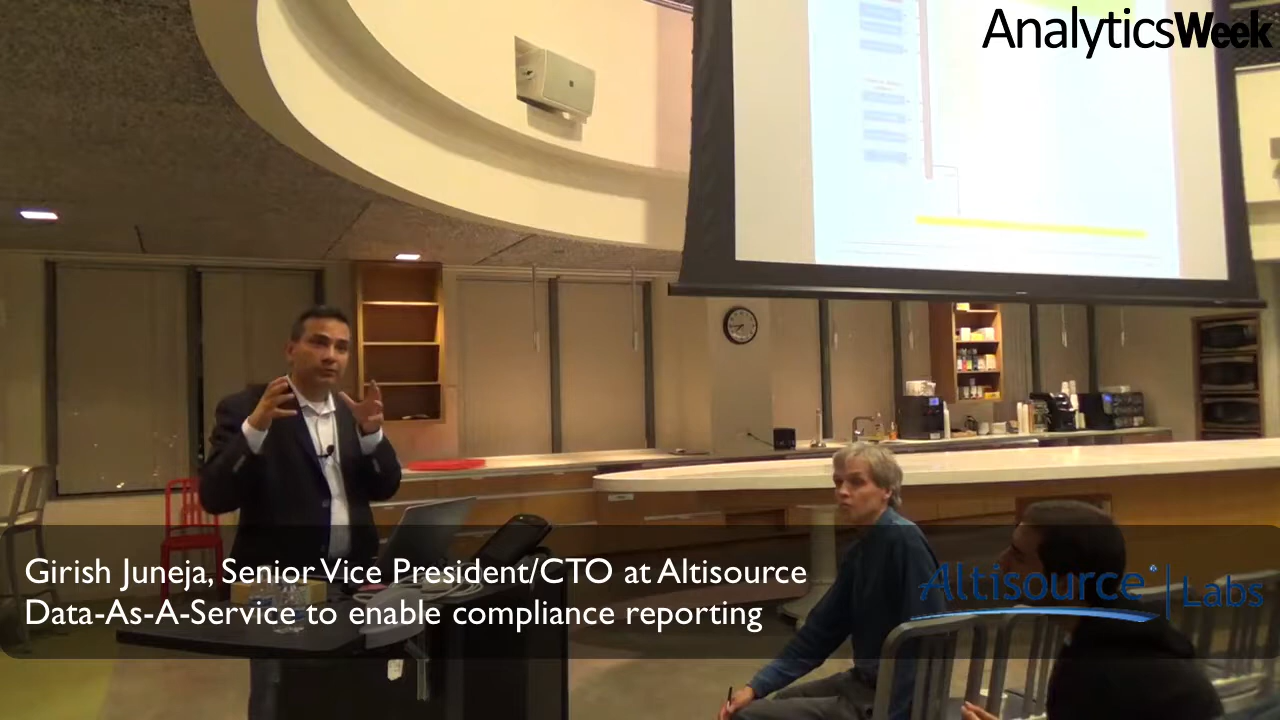 AnalyticsWeek
Girish Juneja, Senior Vice President/CTO at Altisource
Data-As-A-Service to enable compliance reporting
Altisource Labs